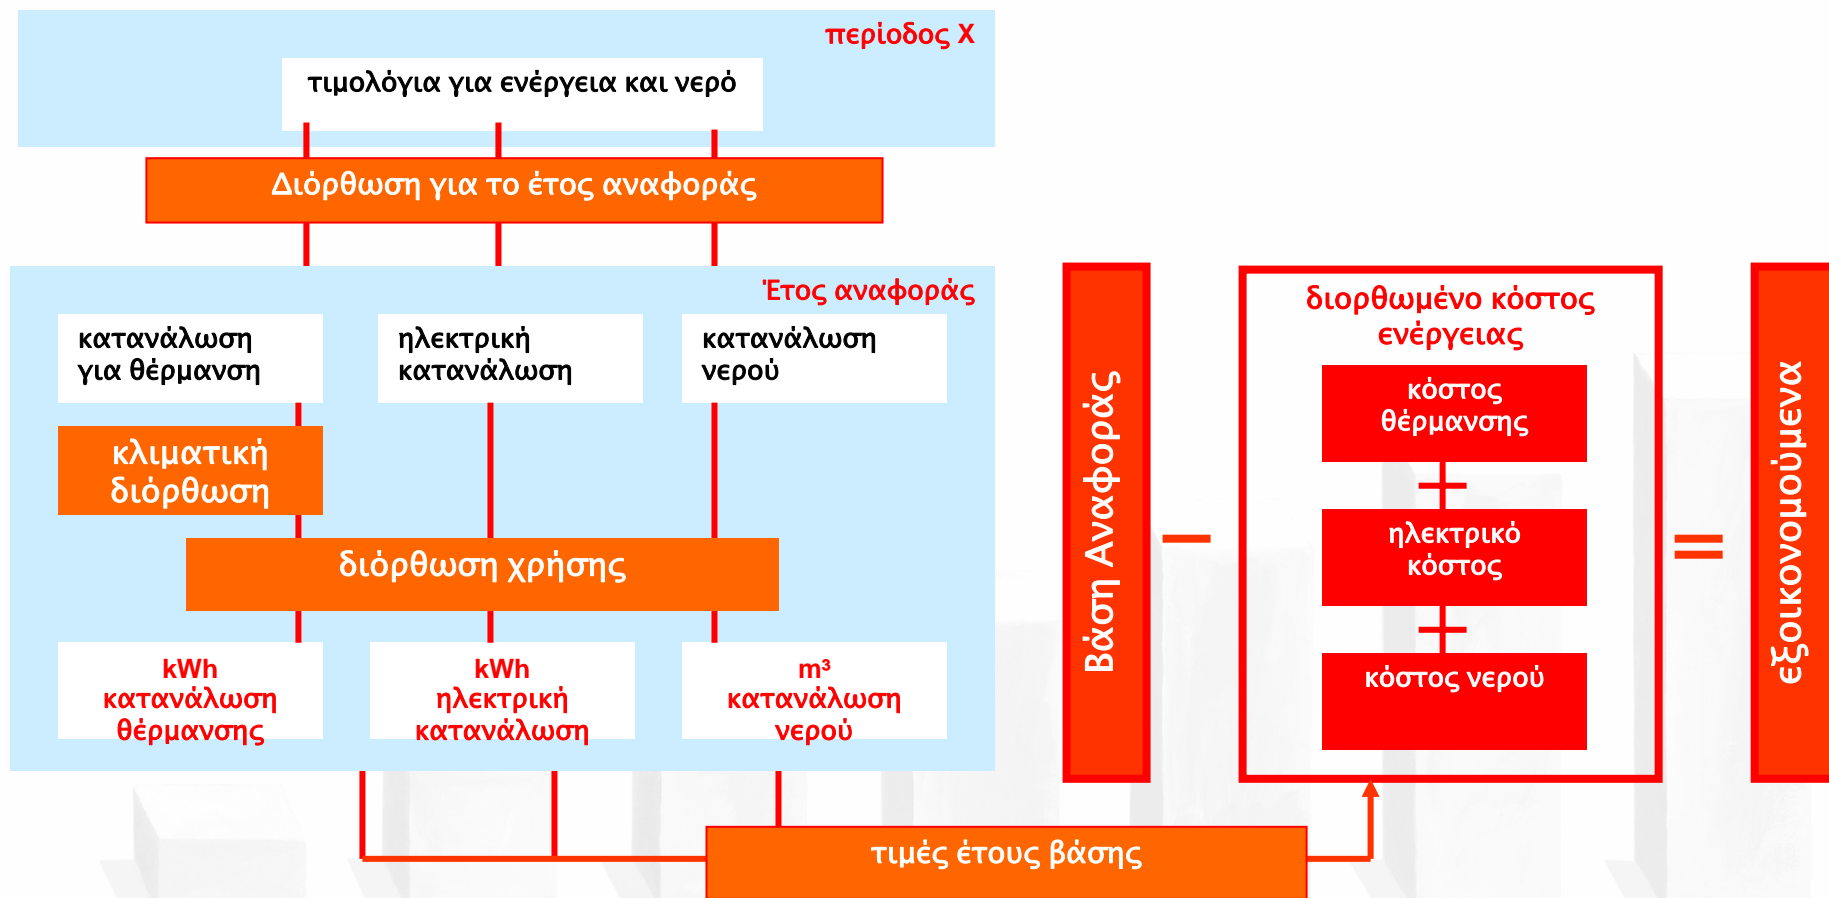 περίοδος Χ
τιμολόγια για ενέργεια και νερό
Διόρθωση για το έτος αναφοράς
Έτος αναφοράς
κατανάλωση
για θέρμανση
ηλεκτρική
κατανάλωση
κατανάλωση
νερού
κλιματική
διόρθωση
διόρθωση χρήσης
kWh
κατανάλωση
θέρμανσης
kWh
ηλεκτρική
κατανάλωση
m³
κατανάλωση
νερού
τιμές έτους βάσης
Βάση Αναφοράς
–
διορθωμένο κόστος
ενέργειας
κόστος
θέρμανσης
+
ηλεκτρικό
κόστος
+
κόστος νερού
=
εξοικονομούμενα